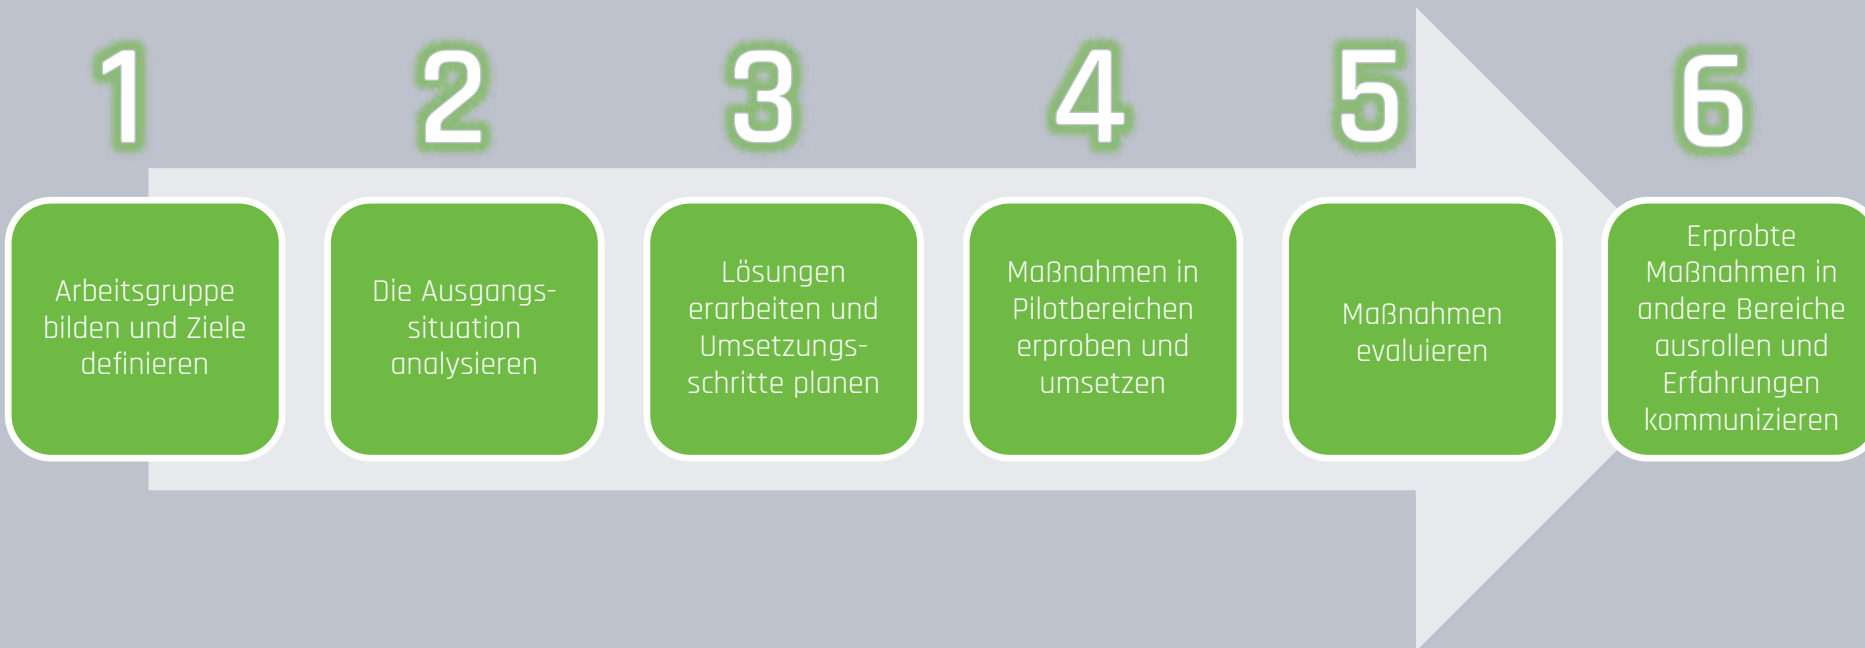 1
Arbeitsgruppe
bilden und Ziele
definieren
2
Die Ausgangs-
situation
analysieren
3
Lösungen
erarbeiten und
Umsetzungs-
schritte planen
4
Maßnahmen in
Pilotbereichen
erproben und
umsetzen
5
Maßnahmen
evaluieren
6
Erprobte
Maßnahmen in
andere Bereiche
ausrollen und
Erfahrungen
kommunizieren